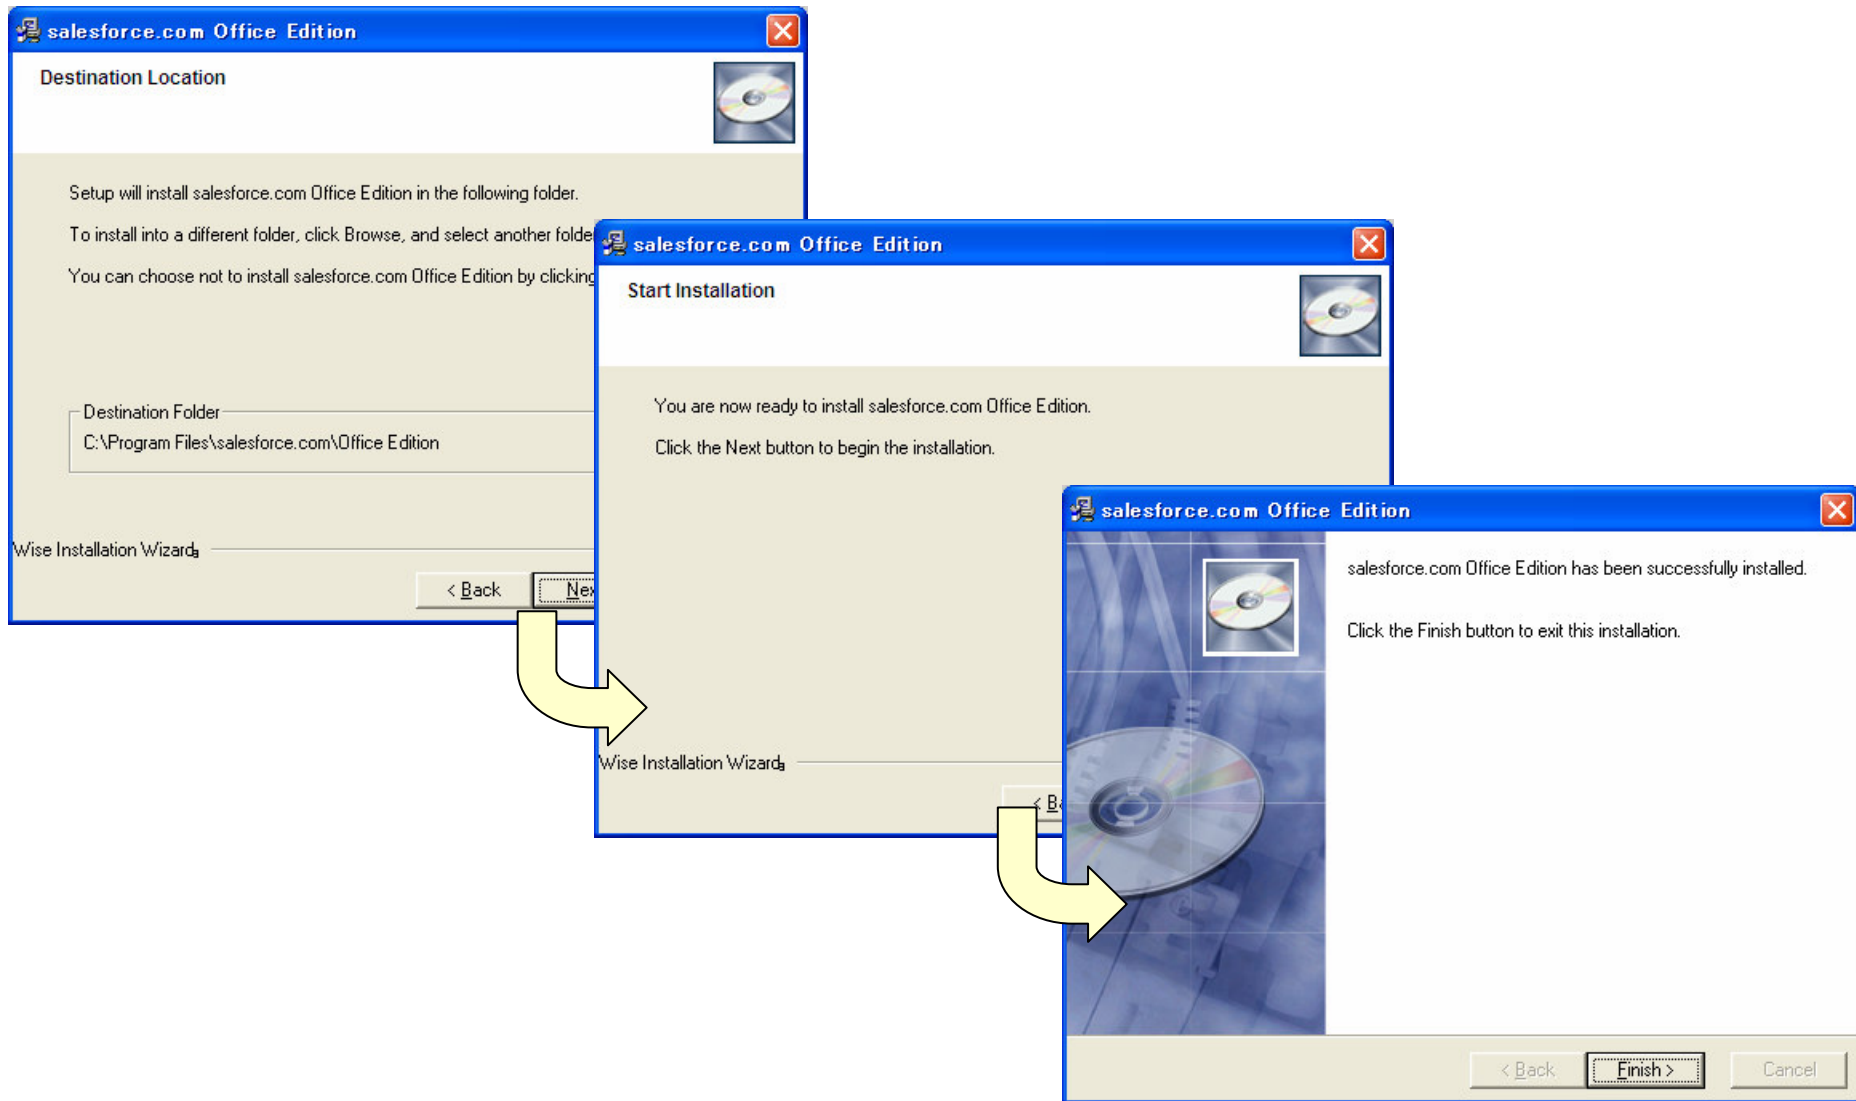 salesforce.com Office Edition
Destination Location
Setup will install salesforce.com Office Edition in the following folder.
To install into a different folder, click Browse, and select another
You can choose not to install salesforce.com Office Edition by clicking
Destination Folder
C:\Program Files\salesforce.com\Office Edition
Wise Installation Wizard
< Back
salesforce.com Office Edition
Start Installation
You are now ready to install salesforce.com Office Edition.
Click the Next button to begin the installation.
Wise Installation Wizard
salesforce.com Office Edition
salesforce.com Office Edition has been successfully installed.
Click the Finish button to exit this installation.
< Back Finish > Cancel